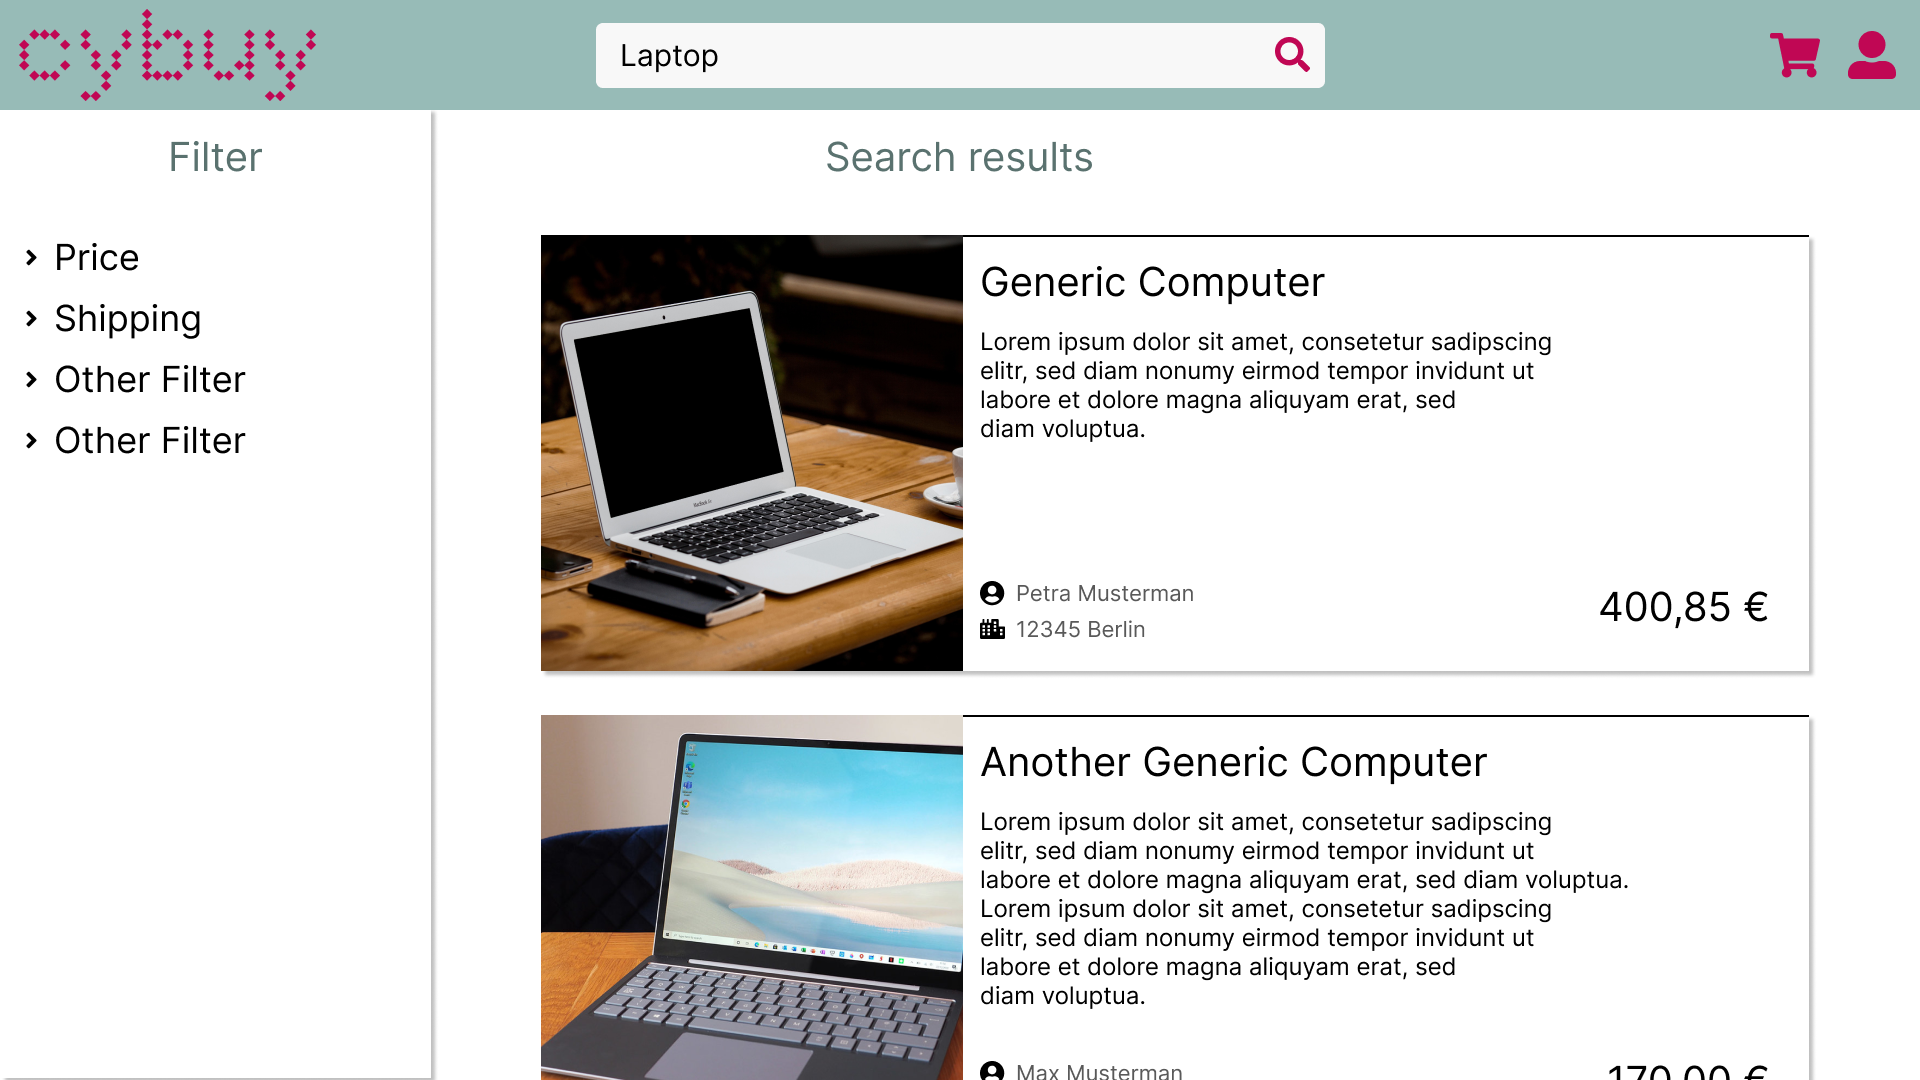 cybuy
Laptop
Filter
Price
Shipping
Other Filter
Other Filter
Search results
Generic Computer
Lorem ipsum dolor sit amet, consetetur sadipscing
elitr, sed diam nonumy eirmod tempor invidunt ut
labore et dolore magna aliquyam erat, sed
diam voluptua.
Petra Musterman
12345 Berlin
400,85 €
Another Generic Computer
Lorem ipsum dolor sit amet, consetetur sadipscing
elitr, sed diam nonumy eirmod tempor invidunt ut
labore et dolore magna aliquyam erat, sed diam voluptua.
Lorem ipsum dolor sit amet, consetetur sadipscing
elitr, sed diam nonumy eirmod tempor invidunt ut
labore et dolore magna aliquyam erat, sed
diam voluptua.
Max Musterman
170,00 €